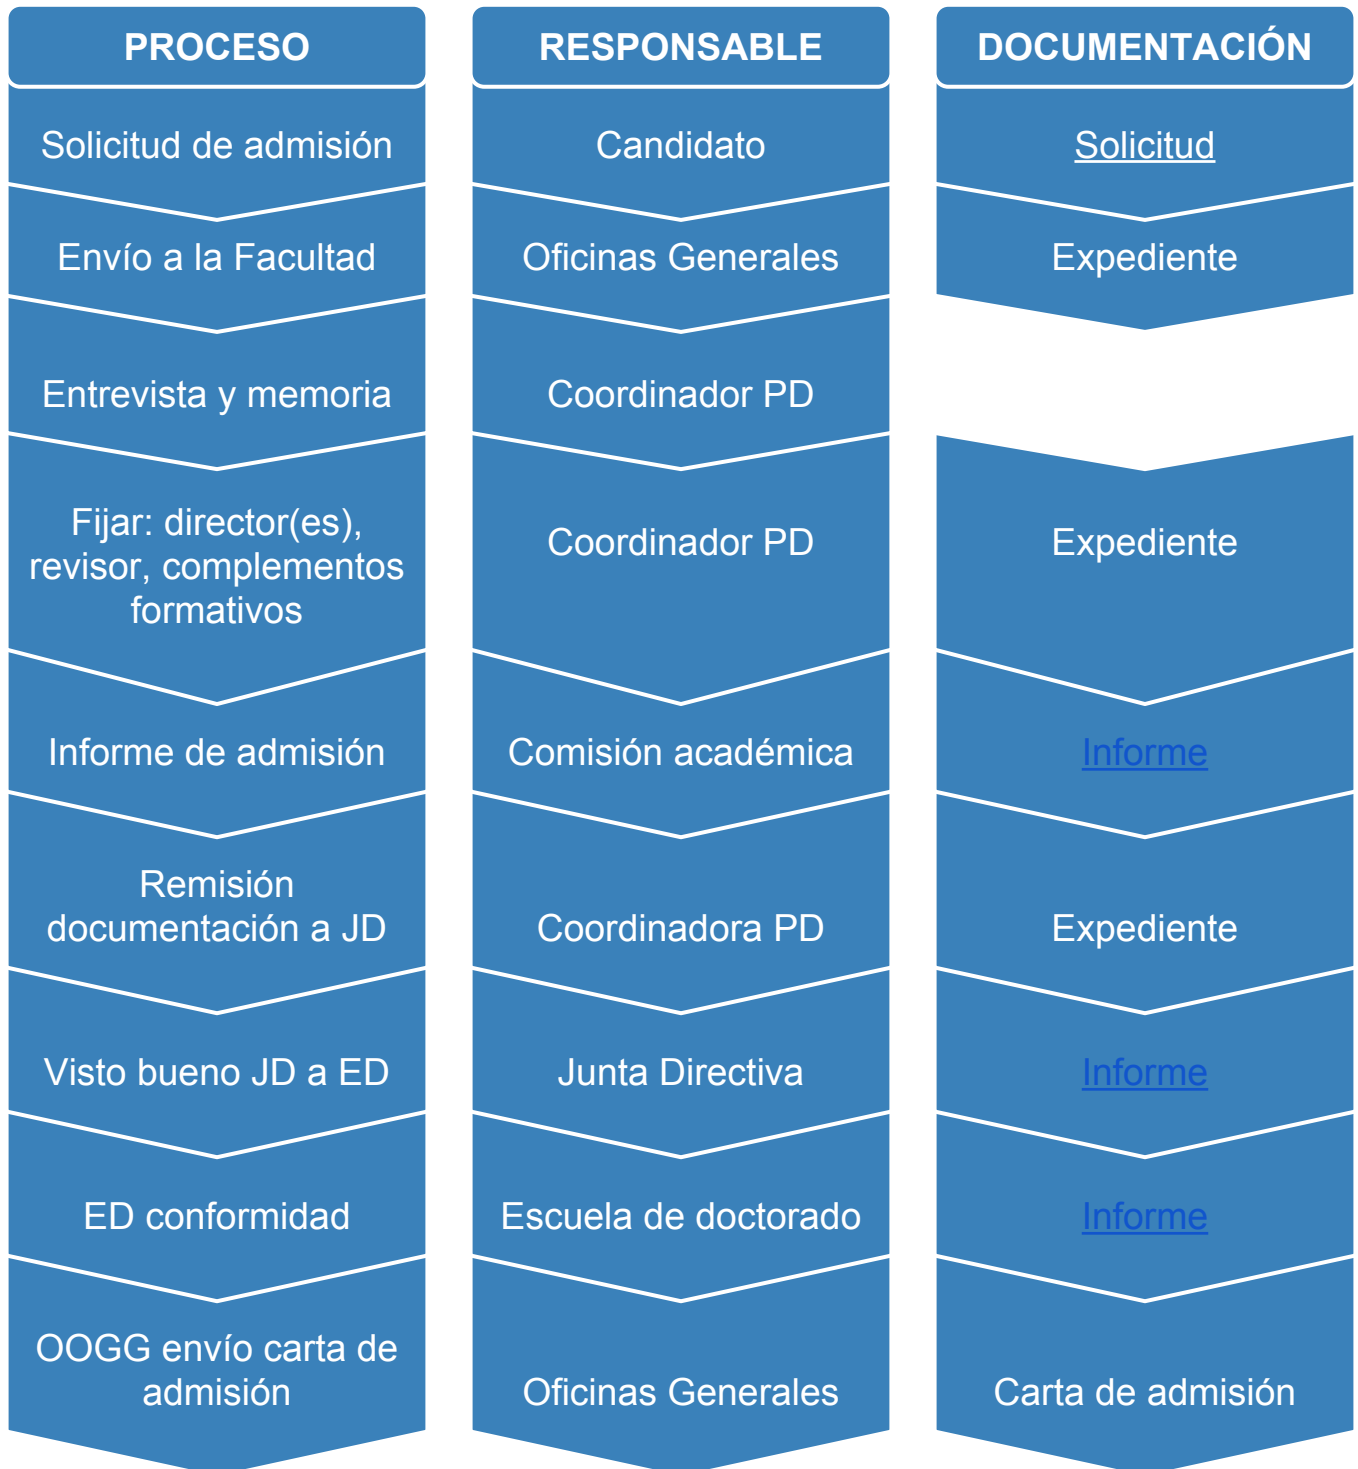 PROCESO
RESPONSABLE
DOCUMENTACIÓN
Solicitud de admisión
Candidato
Solicitud
Envío a la Facultad
Oficinas Generales
Expediente
Entrevista y memoria
Coordinador PD
Fijar: director(es),
revisor, complementos
formativos
Coordinador PD
Expediente
Informe de admisión
Comisión académica
Informe
Remisión
documentación a JD
Coordinadora PD
Expediente
Visto bueno JD a ED
Junta Directiva
Informe
ED conformidad
Escuela de doctorado
Informe
OOGG envío carta de
admisión
Oficinas Generales
Carta de admisión